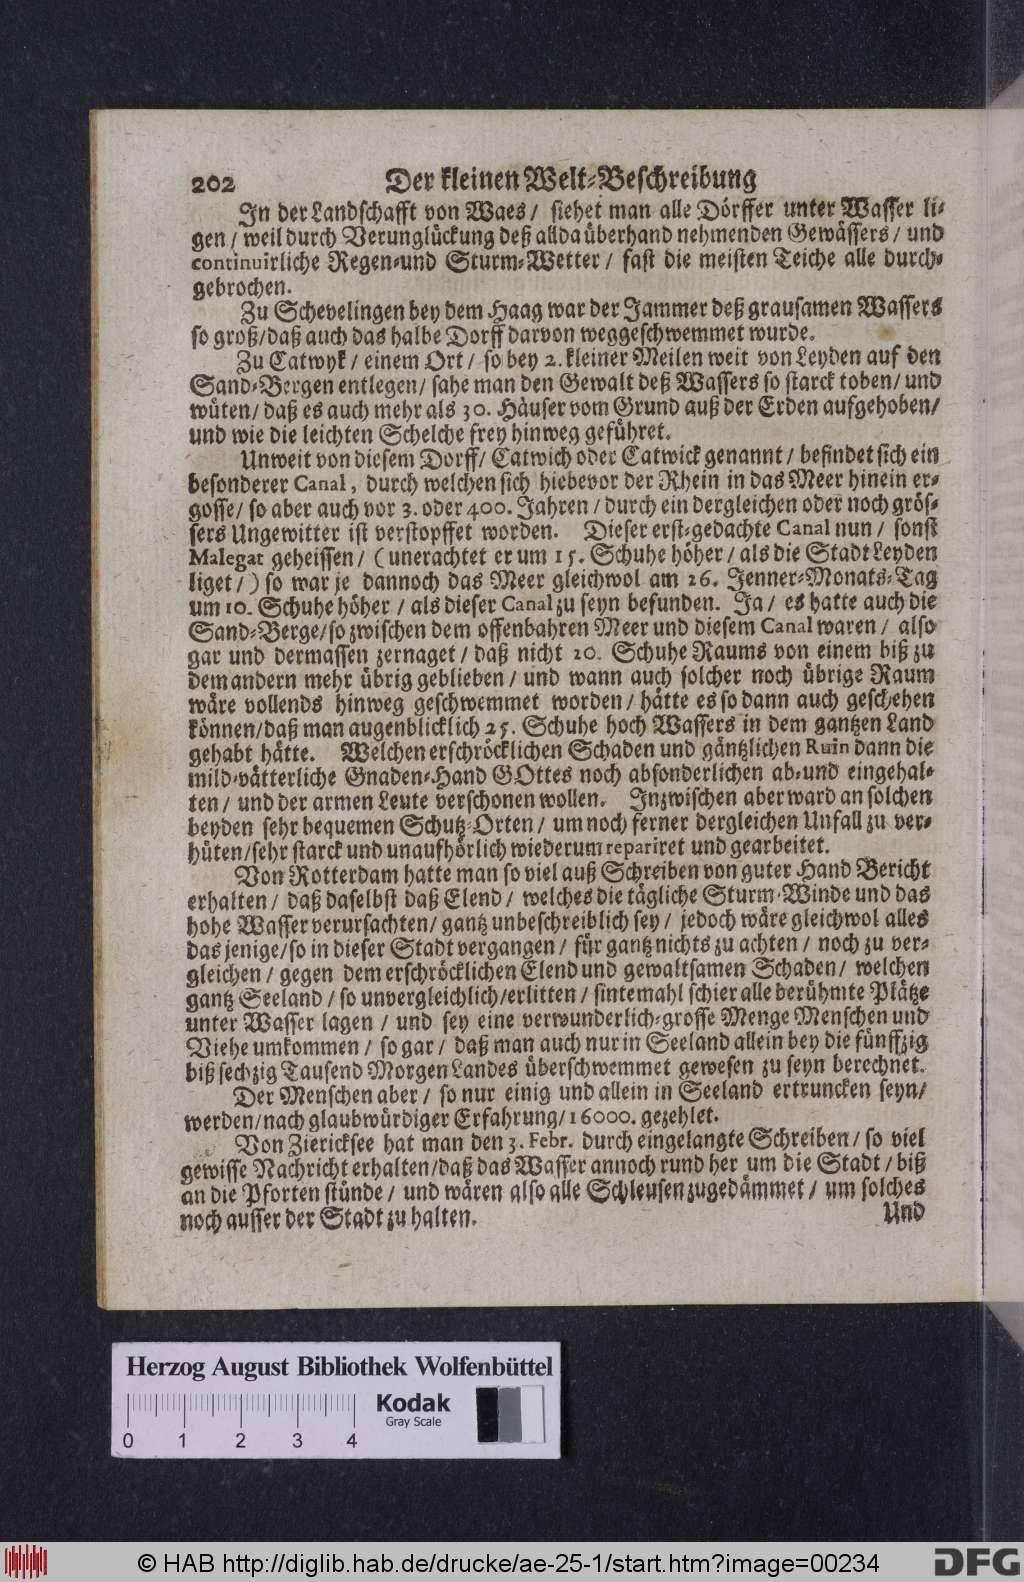 202 Der kleinen Welt-Beschreibung
In der Landschafft von Waes / siehet man alle Dörffer unter Wasser li-
gen / weil durch Verunglückung deß allda überhand nehmenden Gewässers / und
continuirliche Regen-und Sturm-Wetter / fast die meisten Teiche alle durch-
gebrochen.
Zu Schevelingen bey dem Haag war der Jammer deß grausamen Wassers
so groß/daß auch das halbe Dorff darvon weggeschwemmet wurde.
Zu Catwyk / einem Ort / so bey 2. kleiner Meilen weit von Leyden auf den
Sand-Bergen entlegen / sahe man den Gewalt deß Wassers so starck toben / und
wüten / daß es auch mehr als 30. Häuser vom Grund auß der Erden aufgehoben /
und wie die leichten Schelche frey hinweg geführet.
Unweit von diesem Dorff / Catwich oder Catwick genannt / befindet sich ein
besonderer Canal, durch welchen sich hiebevor der Rhein in das Meer hinein er-
gosse / so aber auch vor 3. oder 400. Jahren / durch ein dergleichen oder noch grös-
sers Ungewitter ist verstopffet worden. Dieser erst-gedachte Canal nun / sonst
Malegat geheissen / ( unerachtet er um 15. Schuhe höher / als die Stadt Leyden
liget / ) so war je dannoch das Meer gleichwol am 26. Jenner-Monats-Tag
um 10. Schuhe höher / als dieser Canal zu seyn befunden. Ja / es hatte auch die
Sand-Berge/so zwischen dem offenbahren Meer und diesem Canal waren / also
gar und dermassen zernaget / daß nicht 20. Schuhe Raums von einem biß zu
dem andern mehr übrig geblieben / und wann auch solcher noch übrige Raum
wäre vollends hinweg geschwemmet worden / hätte es so dann auch geschehen
können/daß man augenblicklich 25. Schuhe hoch Wassers in dem gantzen Land
gehabt hätte. Welchen erschröcklichen Schaden und gäntzlichen Ruin dann die
mild-vätterliche Gnaden-Hand GOttes noch absonderlichen ab-und eingehal-
ten / und der armen Leute verschonen wollen. Inzwischen aber ward an solchen
beyden sehr bequemen Schutz-Orten / um noch ferner dergleichen Unfall zu ver-
hüten/sehr starck und unaufhörlich wiederum repariret und gearbeitet.
Von Rotterdam hatte man so viel auß Schreiben von guter Hand Bericht
erhalten / daß daselbst daß Elend / welches die tägliche Sturm-Winde und das
hohe Wasser verursachten / gantz unbeschreiblich sey / jedoch wäre gleichwol alles
das jenige/so in dieser Stadt vergangen / für gantz nichts zu achten / noch zu ver-
gleichen / gegen dem erschröcklichen Elend und gewaltsamen Schaden / welchen
gantz Seeland / so unvergleichlich/erlitten / sintemahl schier alle berühmte Plätze
unter Wasser lagen / und sey eine verwunderlich-grosse Menge Menschen und
Viehe umkommen / so gar / daß man auch nur in Seeland allein bey die fünffzig
biß sechzig Tausend Morgen Landes überschwemmet gewesen zu seyn berechnet.
Der Menschen aber / so nur einig und allein in Seeland ertruncken seyn/
werden/nach glaubwürdiger Erfahrung/16000. gezehlet.
Von Ziericksee hat man den 3. Febr. durch eingelangte Schreiben / so viel
gewisse Nachricht erhalten/daß das Wasser annoch rund her um die Stadt / biß
an die Pforten stünde / und wären also alle Schleusen zugedämmet / um solches
noch ausser der Stadt zu halten.
Und
Herzog August Bibliothek Wolfenbüttel
Kodak
Gray Scale
0 1 2 3 4
© HAB http://diglib.hab.de/drucke/ae-25-1/start.htm?image=00234
DFG